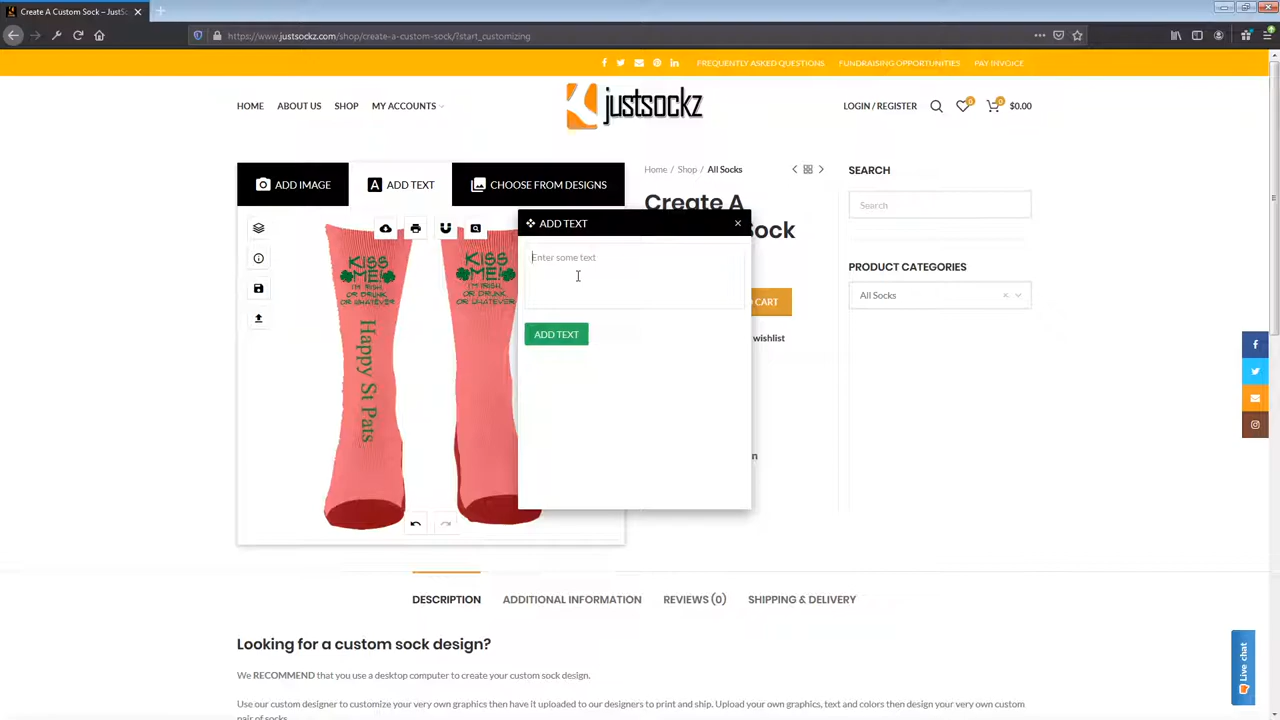 Create A Custom Sock – JustSo
https://www.justsockz.com/shop/create-a-custom-sock/?start_customizing
FREQUENTLY ASKED QUESTIONS
FUNDRAISING OPPORTUNITIES
PAY INVOICE
HOME
ABOUT US
SHOP
MY ACCOUNTS
justsockz
LOGIN / REGISTER
0
0
$0.00
ADD IMAGE
ADD TEXT
CHOOSE FROM DESIGNS
Home / Shop / All Socks
Create A
ock
CART
wishlist
n
SEARCH
Search
PRODUCT CATEGORIES
All Socks
ADD TEXT
Enter some text
ADD TEXT
KISS
ME!
I'M IRISH,
OR DRUNK
OR WHATEVER
Happy St Pats
KISS
ME!
I'M IRISH,
OR DRUNK
OR WHATEVER
DESCRIPTION
ADDITIONAL INFORMATION
REVIEWS (0)
SHIPPING & DELIVERY
Looking for a custom sock design?
We RECOMMEND that you use a desktop computer to create your custom sock design.
Use our custom designer to customize your very own graphics then have it uploaded to our designers to print and ship. Upload your own graphics, text and colors then design your very own custom
pair of socks.
Live chat